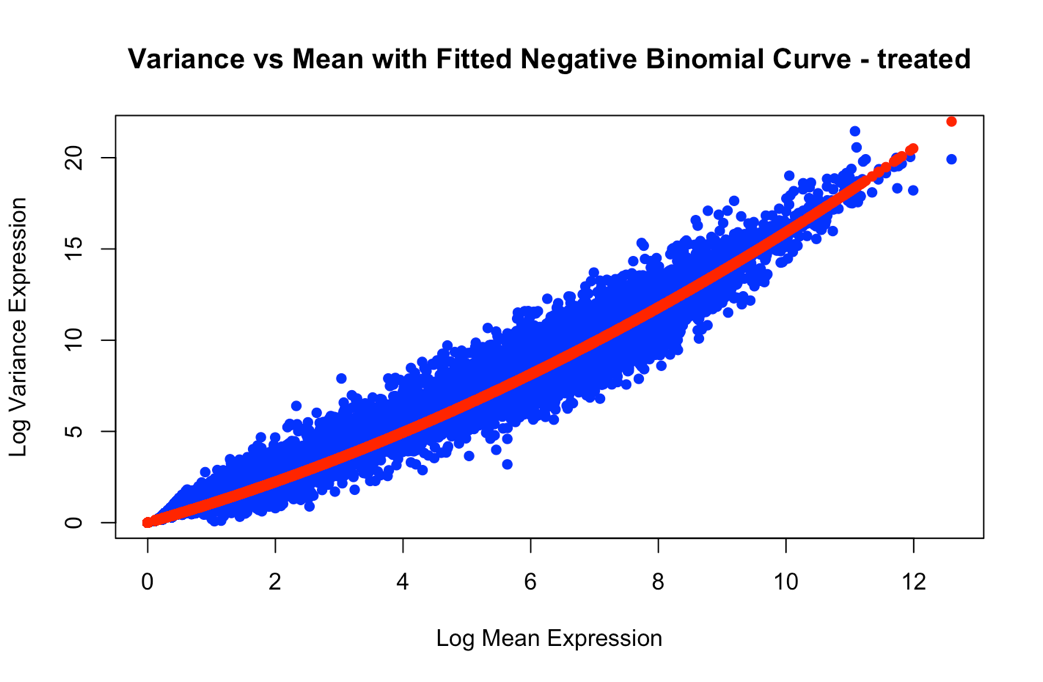 Variance vs Mean with Fitted Negative Binomial Curve - treated
Log Variance Expression
20
15
10
5
0
0 2 4 6 8 10 12
Log Mean Expression